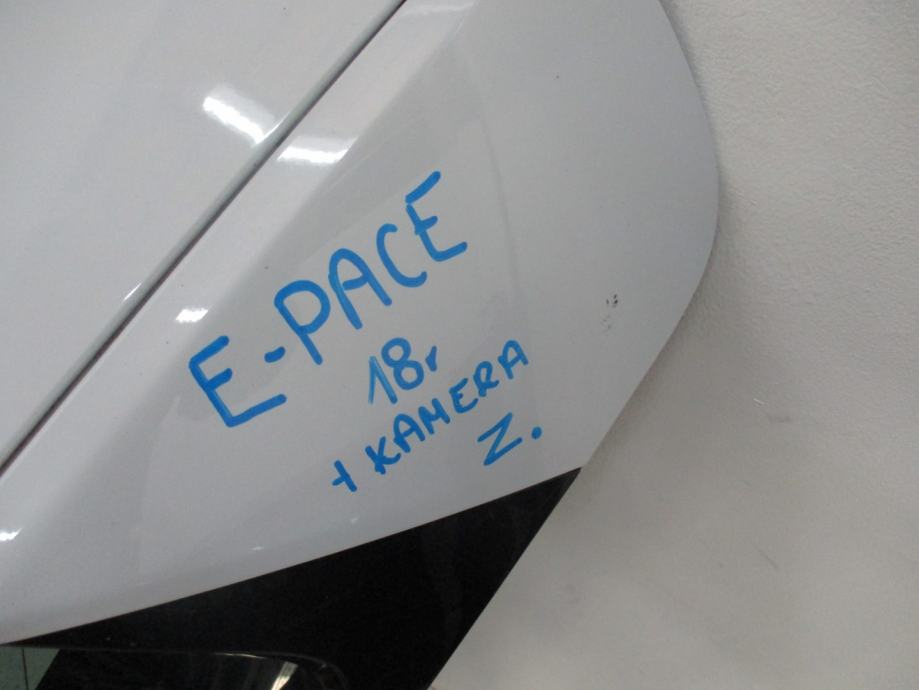 E-PACE
18r
+ KAMERA
Z.